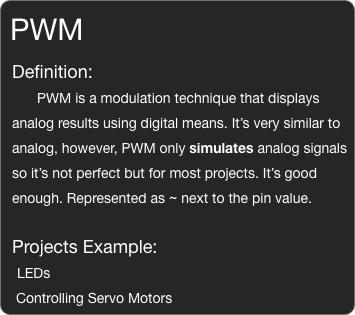 PWM
Definition:
PWM is a modulation technique that displays
analog results using digital means. It’s very similar to
analog, however, PWM only simulates analog signals
so it’s not perfect but for most projects. It’s good
enough. Represented as ~ next to the pin value.
Projects Example:
LEDs
Controlling Servo Motors